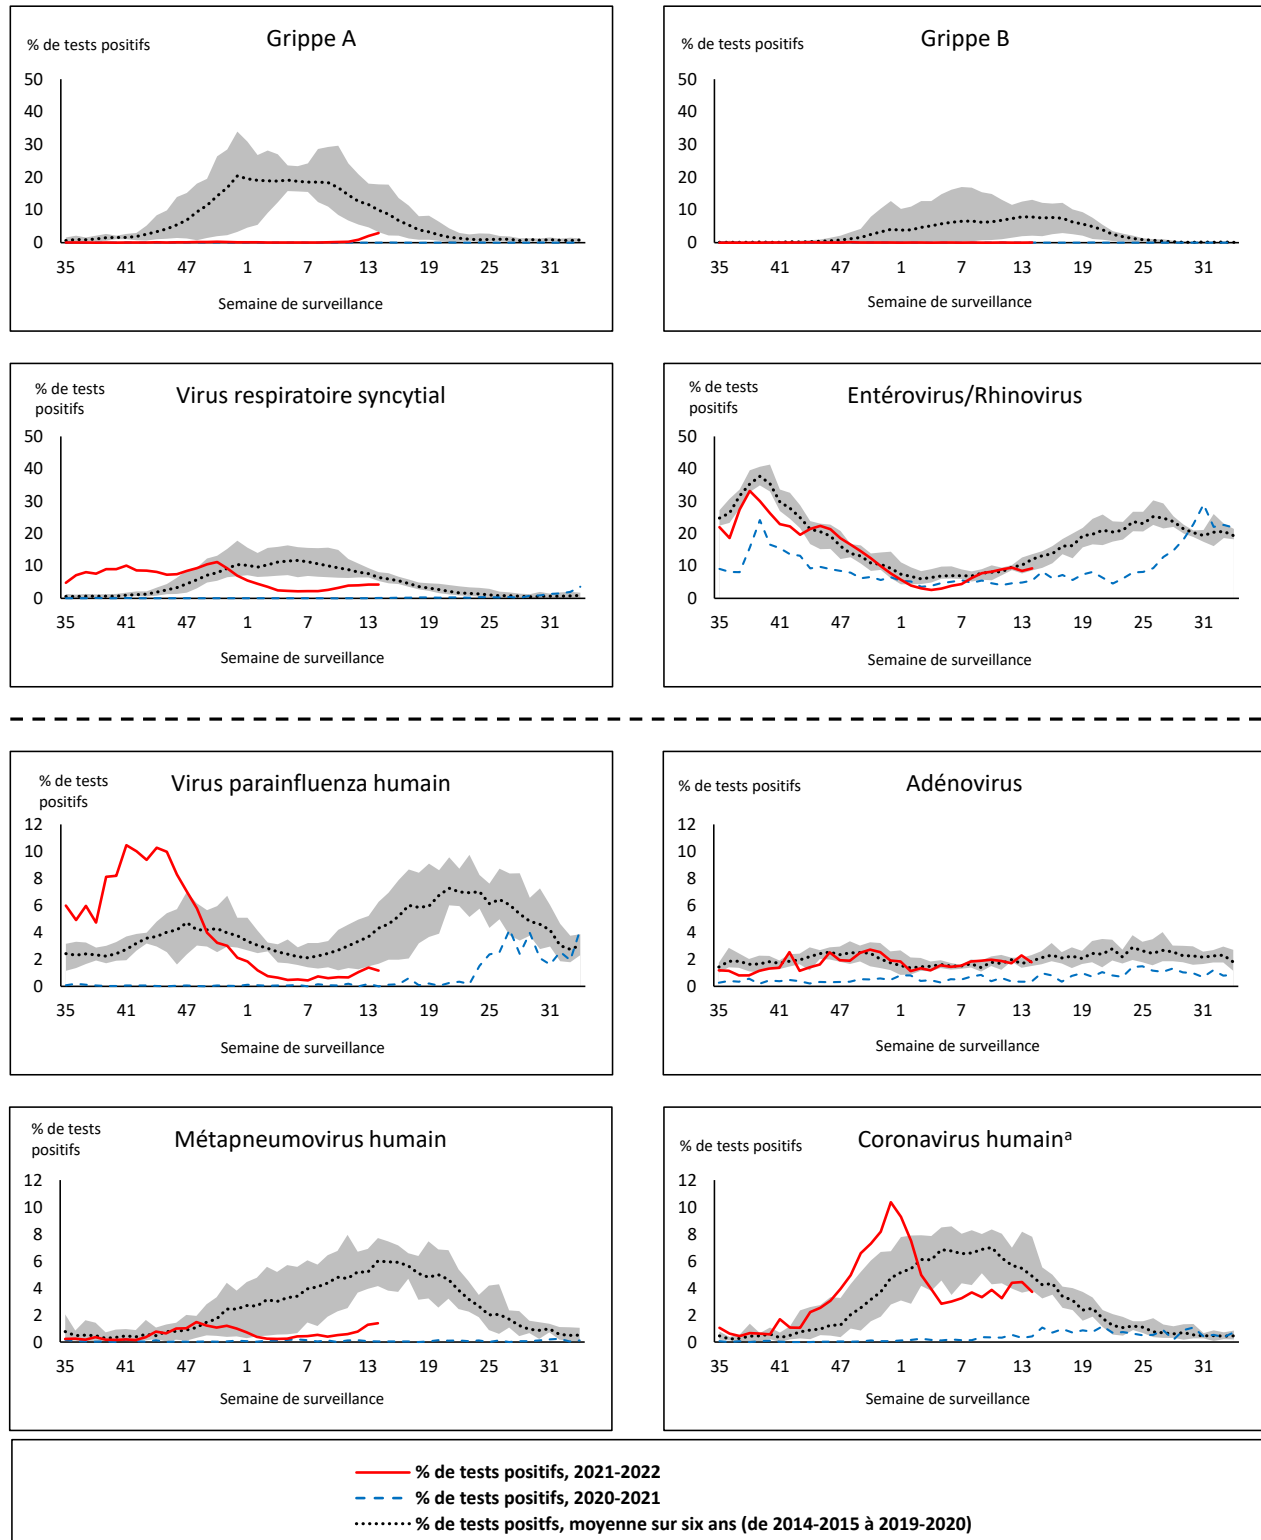 Grippe A
% de tests positifs
50
40
30
20
10
0
35 41 47 1 7 13 19 25 31
Semaine de surveillance
Grippe B
% de tests positifs
50
40
30
20
10
0
35 41 47 1 7 13 19 25 31
Semaine de surveillance
Virus respiratoire syncytial
% de tests
positifs
50
40
30
20
10
0
35 41 47 1 7 13 19 25 31
Semaine de surveillance
Entérovirus/Rhinovirus
% de tests
positifs
50
40
30
20
10
0
35 41 47 1 7 13 19 25 31
Semaine de surveillance
Virus parainfluenza humain
% de tests
positifs
12
10
8
6
4
2
0
35 41 47 1 7 13 19 25 31
Semaine de surveillance
Adénovirus
% de tests positifs
12
10
8
6
4
2
0
35 41 47 1 7 13 19 25 31
Semaine de surveillance
Métapneumovirus humain
% de tests
positifs
12
10
8
6
4
2
0
35 41 47 1 7 13 19 25 31
Semaine de surveillance
Coronavirus humainᵃ
% de tests positifs
12
10
8
6
4
2
0
35 41 47 1 7 13 19 25 31
Semaine de surveillance
% de tests positifs, 2021-2022
% de tests positifs, 2020-2021
% de tests positfs, moyenne sur six ans (de 2014-2015 à 2019-2020)